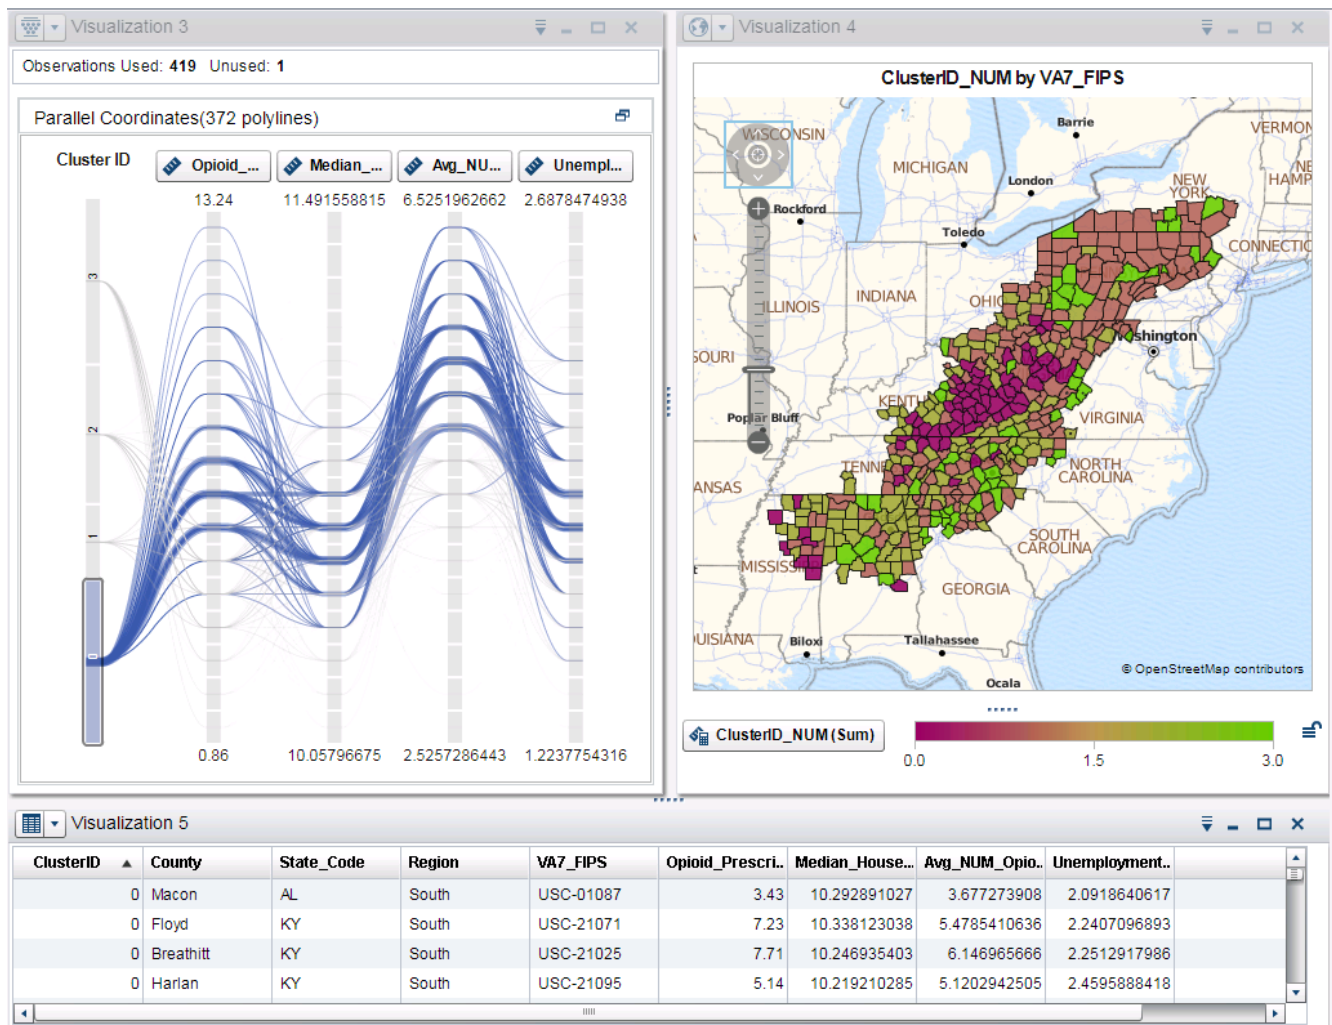 Visualization 3
Observations Used: 419 Unused: 1
Parallel Coordinates(372 polylines)
Cluster ID
Opioid_...
Median_...
Avg_NU...
Unempl...
13.24
11.491558815
6.5251962662
2.6878474938
3
2
1
0.86
10.05796675
2.5257286443
1.2237754316
Visualization 4
ClusterID_NUM by VA7_FIPS
Barrie
WISCONSIN
VERMON
MICHIGAN
London
NEW
YORK
NE
HAMP
Rockford
Toledo
CONNECTIC
ILLINOIS
INDIANA
OHIO
SOURI
Washington
KENTU
Poplar Bluff
VIRGINIA
TENNE
NORTH
CAROLINA
ANSAS
SOUTH
CAROLINA
MISSISSI
GEORGIA
UISIANA
Biloxi
Tallahassee
© OpenStreetMap contributors
Ocala
ClusterID_NUM (Sum)
0.0
1.5
3.0
Visualization 5
ClusterID County State_Code Region VA7_FIPS Opioid_Prescri.. Median_House... Avg_NUM_Opio.. Unemployment..
0 Macon AL South USC-01087 3.43 10.292891027 3.677273908 2.0918640617
0 Floyd KY South USC-21071 7.23 10.338123038 5.4785410636 2.2407096893
0 Breathitt KY South USC-21025 7.71 10.246935403 6.146965666 2.2512917986
0 Harlan KY South USC-21095 5.14 10.219210285 5.1202942505 2.4595888418